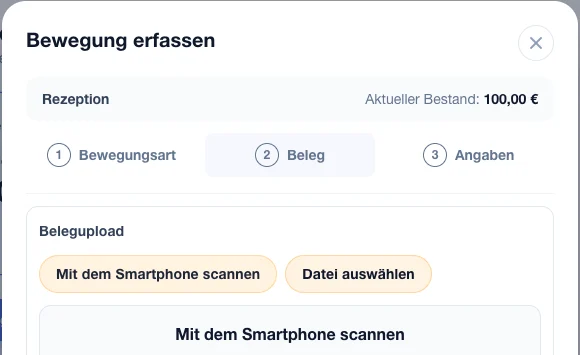 Bewegung erfassen
Rezeption Aktueller Bestand: 100,00 €
1 Bewegungsart 2 Beleg 3 Angaben
Belegupload
Mit dem Smartphone scannen Datei auswählen
Mit dem Smartphone scannen